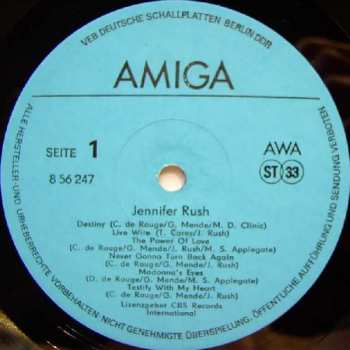 VEB DEUTSCHE SCHALLPLATTEN BERLIN DDR
AMIGA
SEITE 1
8 56 247
AWA
ST 33
Jennifer Rush
Destiny (C. de Rouge/G. Mende/M. D. Clinic)
Live Wire (T. Carey/J. Rush)
The Power Of Love
(C. de Rouge/G. Mende/J. Rush/M. S. Applegate)
Never Gonna Turn Back Again
(C. de Rouge/G. Mende/J. Rush)
Madonna's Eyes
(C. de Rouge/G. Mende/M. S. Applegate)
Testify With My Heart
(C. de Rouge/G. Mende/J. Rush)
Lizenzgeber CBS Records
International
ALLE HERSTELLER- UND URHEBERRECHTE VORBEHALTEN NICHT GENEHMIGTE ÜBERSPIELUNG, ÖFFENTLICHE AUFFÜHRUNG UND SENDUNG VERBOTEN